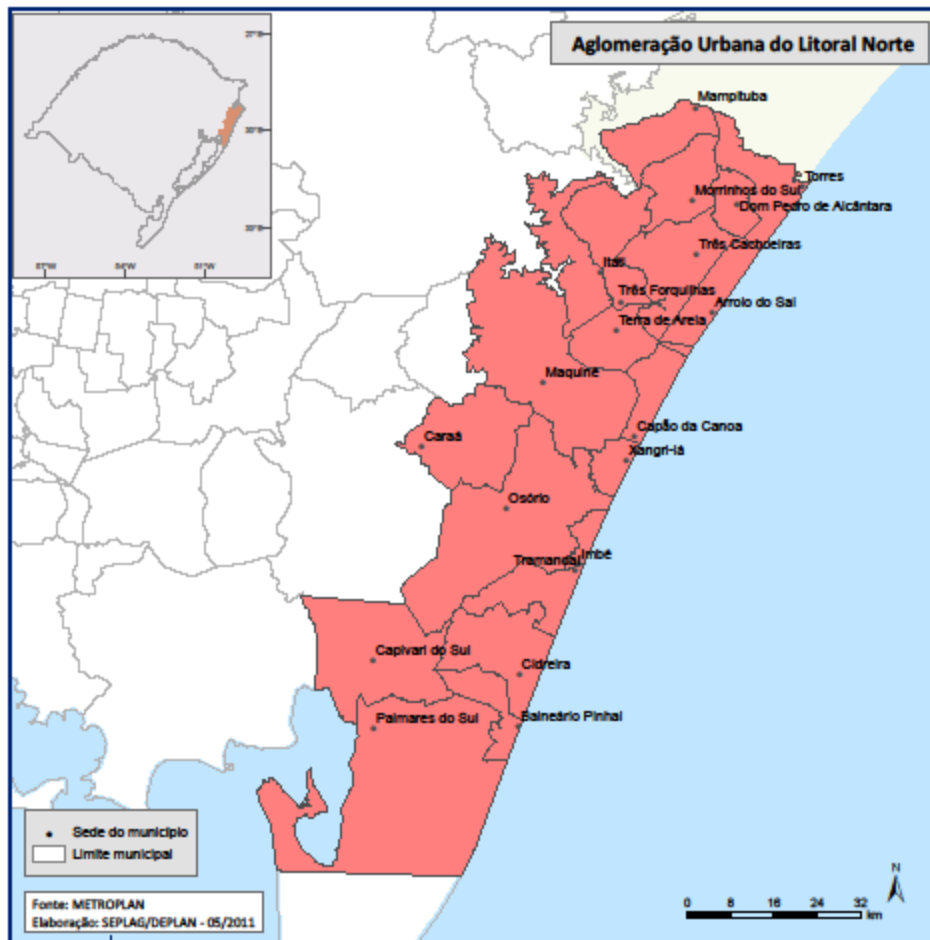 Aglomeração Urbana do Litoral Norte
Mampituba
Torres
Morrinhos do Sul
Dom Pedro de Alcântara
Três Cachoeiras
Itati
Três Forquilhas
Arroio do Sal
Terra de Areia
Maquiné
Capão da Canoa
Caraá
Xangri-lá
Osório
Imbé
Tramandaí
Capivari do Sul
Cidreira
Palmares do Sul
Balneário Pinhal
Sede do município
Limite municipal
Fonte: METROPLAN
Elaboração: SEPLAG/DEPLAN - 05/2011
N
0 8 16 24 32
km